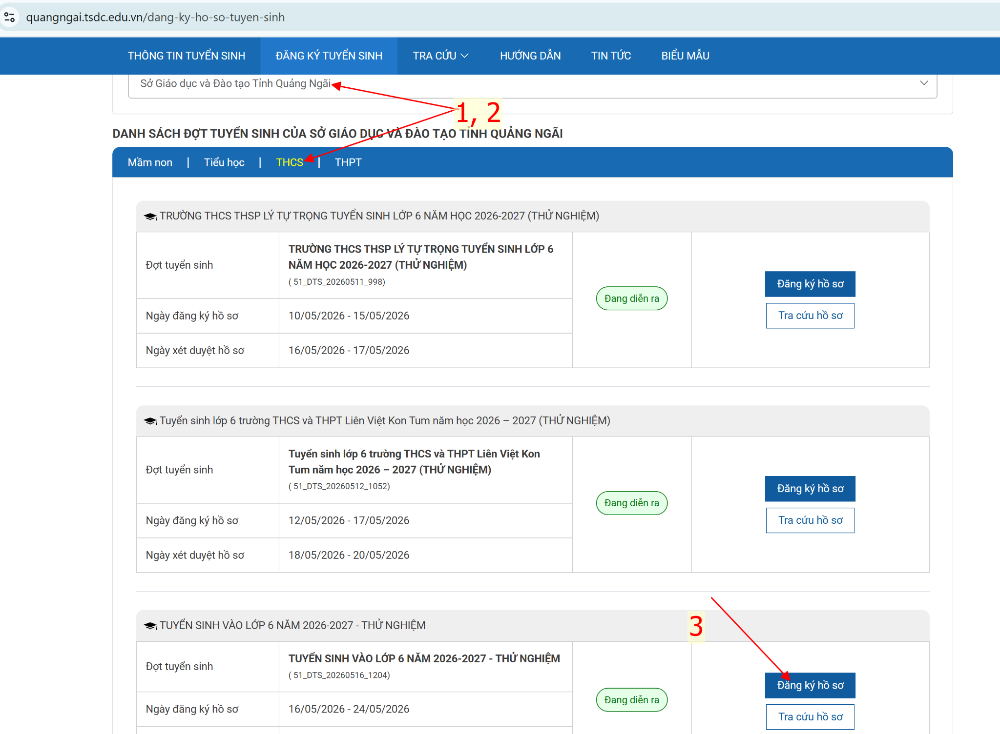 quangngai.tsdc.edu.vn/dang-ky-ho-so-tuyen-sinh
THÔNG TIN TUYỂN SINH
ĐĂNG KÝ TUYỂN SINH
TRA CỨU
HƯỚNG DẪN
TIN TỨC
BIỂU MẪU
Sở Giáo dục và Đào tạo Tỉnh Quảng Ngãi
1, 2
DANH SÁCH ĐỢT TUYỂN SINH CỦA SỞ GIÁO DỤC VÀ ĐÀO TẠO TỈNH QUẢNG NGÃI
Mầm non | Tiểu học | THCS | THPT
TRƯỜNG THCS THSP LÝ TỰ TRỌNG TUYỂN SINH LỚP 6 NĂM HỌC 2026-2027 (THỬ NGHIỆM)
Đợt tuyển sinh
TRƯỜNG THCS THSP LÝ TỰ TRỌNG TUYỂN SINH LỚP 6
NĂM HỌC 2026-2027 (THỬ NGHIỆM)
( 51_DTS_20260511_998)
Ngày đăng ký hồ sơ
10/05/2026 - 15/05/2026
Ngày xét duyệt hồ sơ
16/05/2026 - 17/05/2026
Đang diễn ra
Đăng ký hồ sơ
Tra cứu hồ sơ
Tuyển sinh lớp 6 trường THCS và THPT Liên Việt Kon Tum năm học 2026 – 2027 (THỬ NGHIỆM)
Đợt tuyển sinh
Tuyển sinh lớp 6 trường THCS và THPT Liên Việt Kon
Tum năm học 2026 – 2027 (THỬ NGHIỆM)
( 51_DTS_20260512_1052)
Ngày đăng ký hồ sơ
12/05/2026 - 17/05/2026
Ngày xét duyệt hồ sơ
18/05/2026 - 20/05/2026
Đang diễn ra
Đăng ký hồ sơ
Tra cứu hồ sơ
TUYỂN SINH VÀO LỚP 6 NĂM 2026-2027 - THỬ NGHIỆM
3
Đợt tuyển sinh
TUYỂN SINH VÀO LỚP 6 NĂM 2026-2027 - THỬ NGHIỆM
( 51_DTS_20260516_1204)
Ngày đăng ký hồ sơ
16/05/2026 - 24/05/2026
Đang diễn ra
Đăng ký hồ sơ
Tra cứu hồ sơ